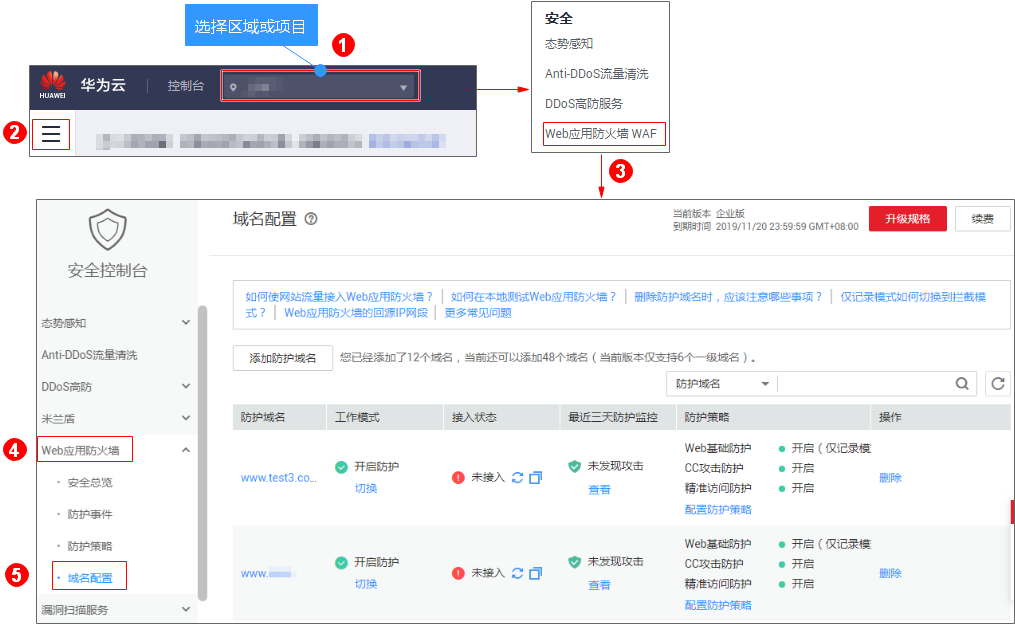 选择区域或项目
1
HUAWEI
华为云
控制台
2
安全
态势感知
Anti-DDoS流量清洗
DDoS高防服务
Web应用防火墙 WAF
3
安全控制台
态势感知
Anti-DDoS流量清洗
DDoS高防
米兰盾
4
Web应用防火墙
· 安全总览
· 防护事件
· 防护策略
5
· 域名配置
漏洞扫描服务
域名配置
当前版本 企业版
到期时间 2019/11/20 23:59:59 GMT+08:00
升级规格
续费
如何使网站流量接入Web应用防火墙？ | 如何在本地测试Web应用防火墙？ | 删除防护域名时，应该注意哪些事项？ | 仅记录模式如何切换到拦截模
式？ | Web应用防火墙的回源IP网段 | 更多常见问题
添加防护域名
您已经添加了12个域名，当前还可以添加48个域名（当前版本仅支持6个一级域名）。
防护域名
防护域名 工作模式 接入状态 最近三天防护监控 防护策略 操作
www.test3.co...
开启防护
切换
未接入
未发现攻击
查看
Web基础防护 开启（仅记录模
CC攻击防护 开启
精准访问防护 开启
配置防护策略
删除
www.
开启防护
切换
未接入
未发现攻击
查看
Web基础防护 开启（仅记录模
CC攻击防护 开启
精准访问防护 开启
配置防护策略
删除